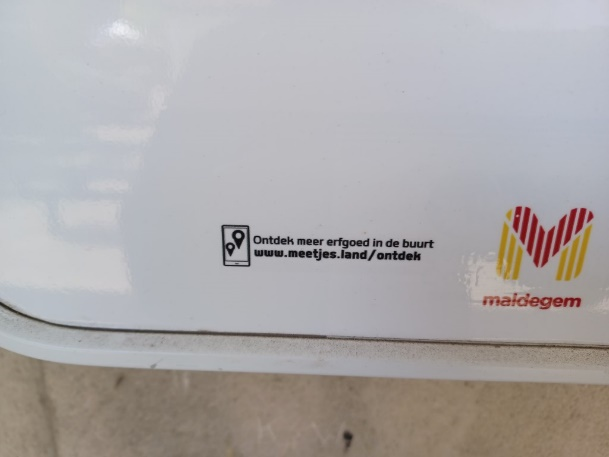 Ontdek meer erfgoed in de buurt
www.meetjes.land/ontdek
maldegem